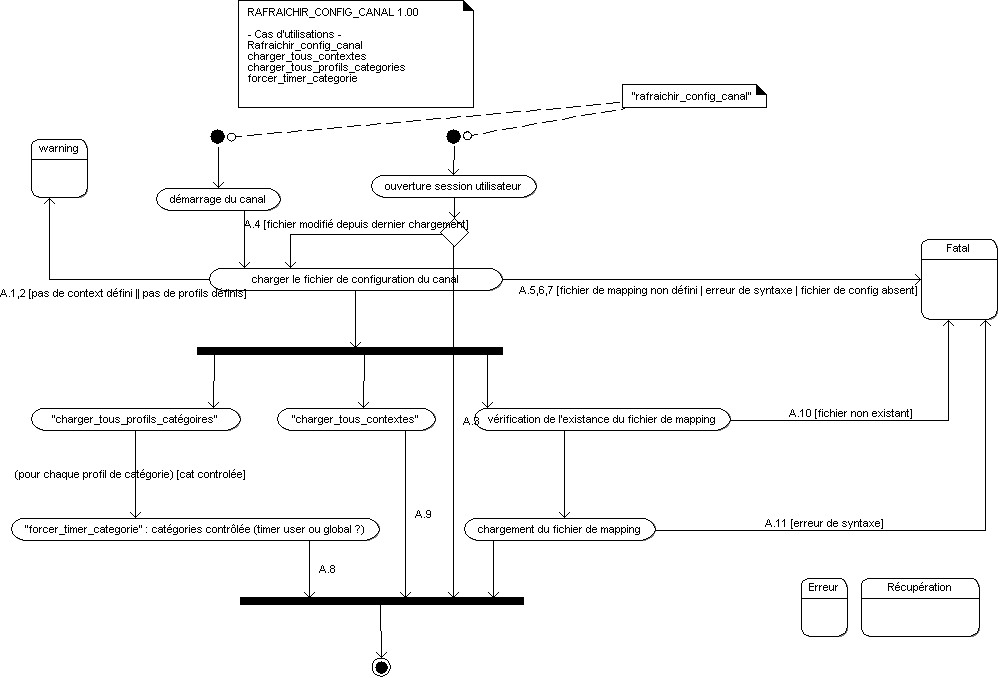 RAFRAICHIR_CONFIG_CANAL 1.00
- Cas d'utilisations -
Rafraichir_config_canal
charger_tous_contextes
charger_tous_profils_categories
forcer_timer_categorie
"rafraichir_config_canal"
warning
démarrage du canal
ouverture session utilisateur
A.4 [fichier modifié depuis dernier chargement]
Fatal
charger le fichier de configuration du canal
A.1,2 [pas de context défini || pas de profils définis]
A.5,6,7 [fichier de mapping non défini | erreur de syntaxe | fichier de config absent]
"charger_tous_profils_catégoires"
"charger_tous_contextes"
A.3
vérification de l'existance du fichier de mapping
A.10 [fichier non existant]
(pour chaque profil de catégorie) [cat controlée]
A.9
"forcer_timer_categorie" : catégories contrôlée (timer user ou global ?)
chargement du fichier de mapping
A.11 [erreur de syntaxe]
A.8
Erreur
Récupération